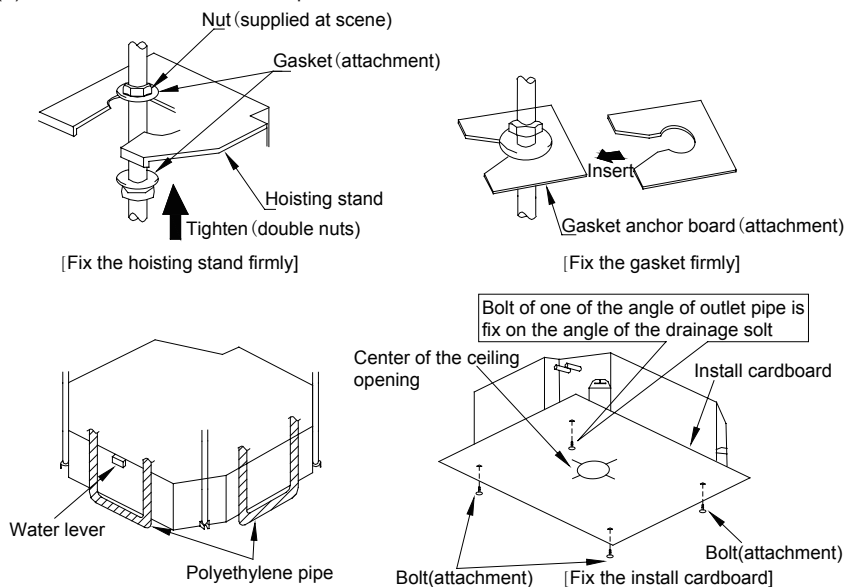 Nut (supplied at scene)
Gasket (attachment)
Hoisting stand
Tighten (double nuts)
[Fix the hoisting stand firmly]
Insert
Gasket anchor board (attachment)
[Fix the gasket firmly]
Water lever
Polyethylene pipe
Bolt of one of the angle of outlet pipe is
fix on the angle of the drainage solt
Center of the ceiling
opening
Install cardboard
Bolt(attachment)
Bolt(attachment)
[Fix the install cardboard]